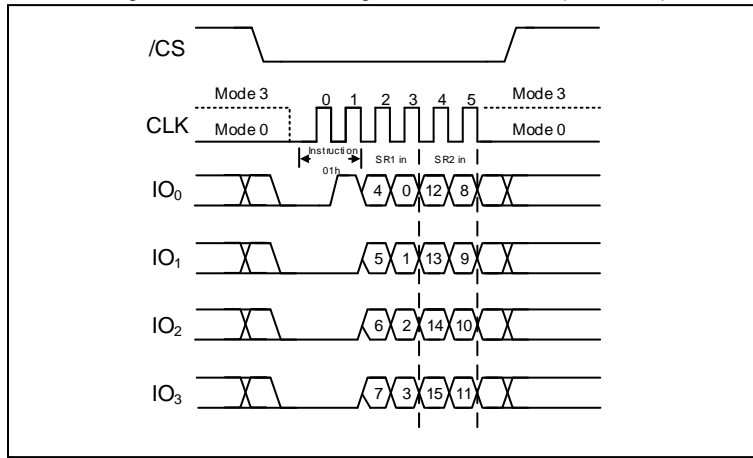 /CS
Mode 3 0 1 2 3 4 5 Mode 3
CLK Mode 0 Mode 0
Instruction SR1 in SR2 in
01h
IO₀ 4 0 12 8
IO₁ 5 1 13 9
IO₂ 6 2 14 10
IO₃ 7 3 15 11